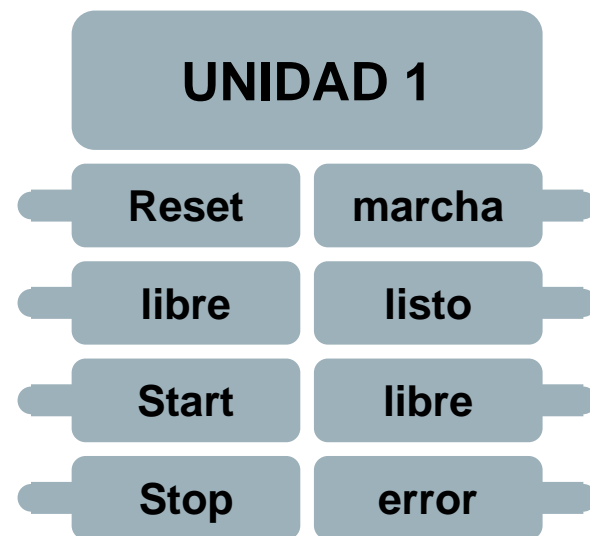 UNIDAD 1
Reset marcha
libre listo
Start libre
Stop error